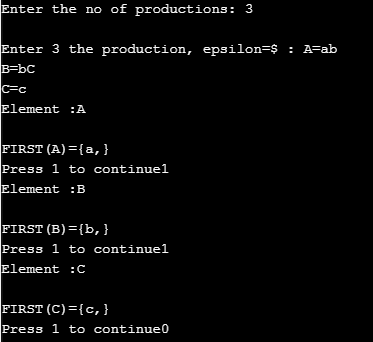 Enter the no of productions: 3
Enter 3 the production, epsilon=$ : A=ab
B=bC
C=c
Element :A
FIRST(A)={a,}
Press 1 to continue1
Element :B
FIRST(B)={b,}
Press 1 to continue1
Element :C
FIRST(C)={c,}
Press 1 to continue0